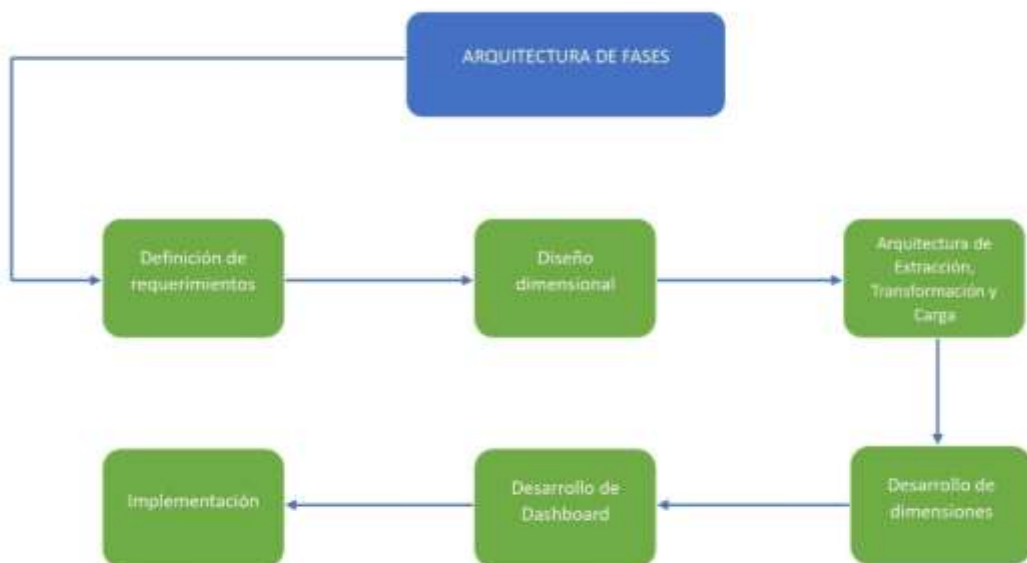 ARQUITECTURA DE FASES
Definición de
requerimientos
Diseño
dimensional
Arquitectura de
Extracción,
Transformación y
Carga
Desarrollo de
dimensiones
Desarrollo de
Dashboard
Implementación